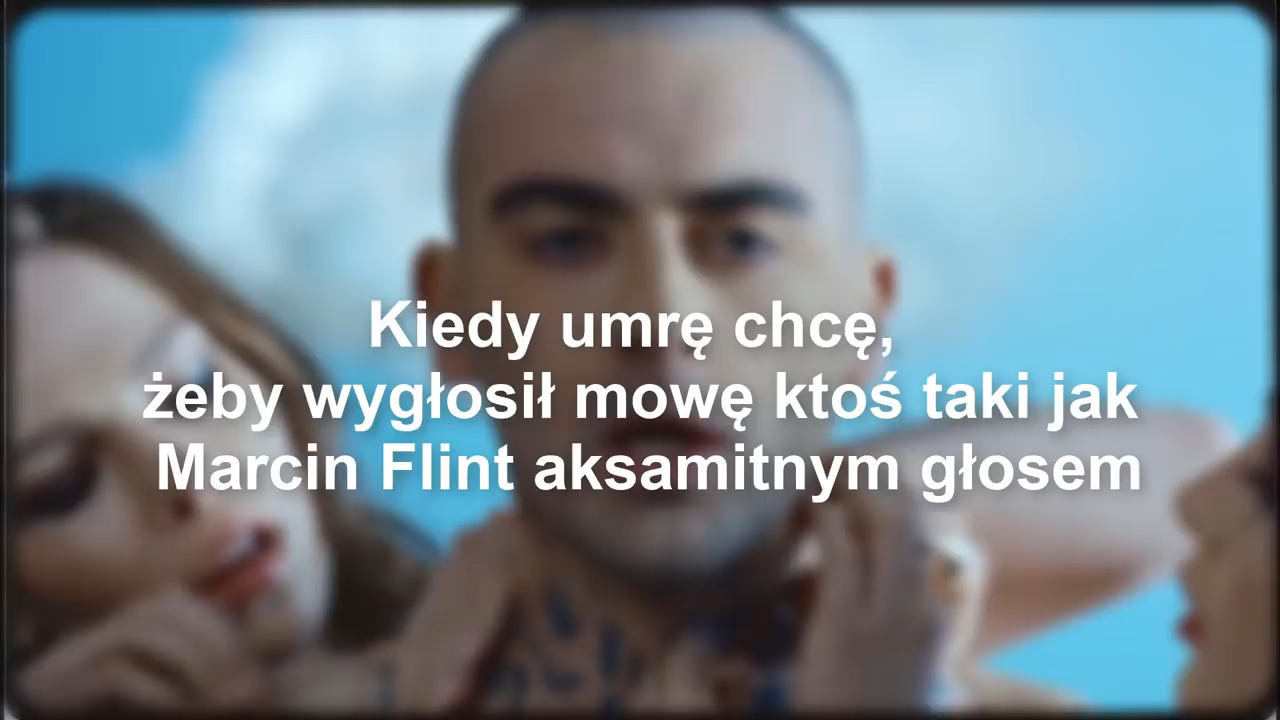 Kiedy umrę chcę,
żeby wygłosił mowę ktoś taki jak
Marcin Flint aksamitnym głosem